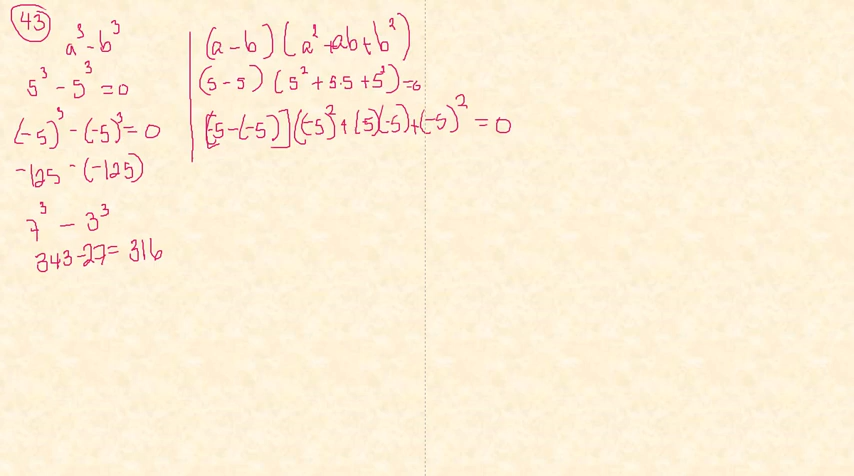 43
a³ - b³
5³ - 5³ = 0
(-5)³ - (-5)³ = 0
-125 - (-125)
7³ - 3³
343 - 27 = 316
(a - b) (a² + ab + b²)
(5 - 5) (5² + 5.5 + 5²) = 0
[-5 - (-5)] ((-5)² + (5)(-5) + (-5)² = 0